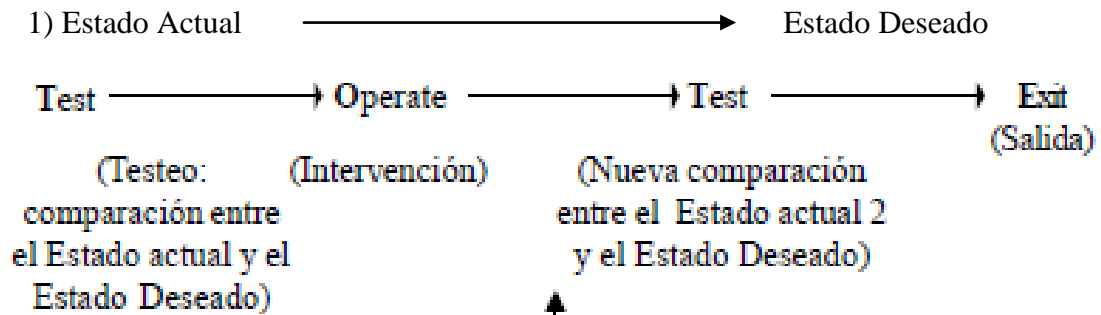 1) Estado Actual Estado Deseado
Test Operate Test Exit
(Salida)
(Testeo: (Intervención) (Nueva comparación
comparación entre entre el Estado actual 2
el Estado actual y el y el Estado Deseado)
Estado Deseado)